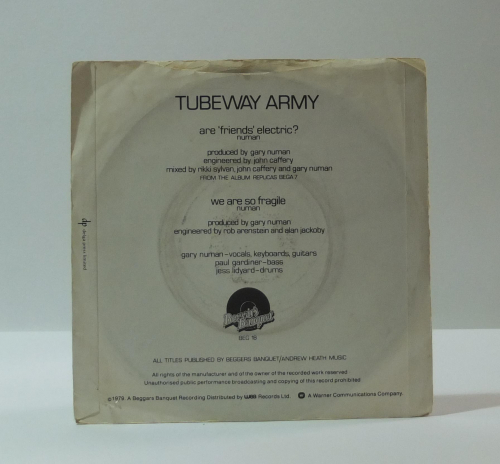 TUBEWAY ARMY
are 'friends' electric?
numan
produced by gary numan
engineered by john caffery
mixed by rikki sylvan, john caffery and gary numan
FROM THE ALBUM REPLICAS BEGA 7
we are so fragile
numan
produced by gary numan
engineered by rob arenstein and alan jackoby
gary numan–vocals, keyboards, guitars
paul gardiner–bass
jess lidyard–drums
Beggar's
Banquet
BEG 18
ALL TITLES PUBLISHED BY BEGGARS BANQUET/ANDREW HEATH MUSIC
All rights of the manufacturer and of the owner of the recorded work reserved
Unauthorised public performance broadcasting and copying of this record prohibited
©1979. A Beggars Banquet Recording Distributed by wea Records Ltd. A Warner Communications Company.
dp